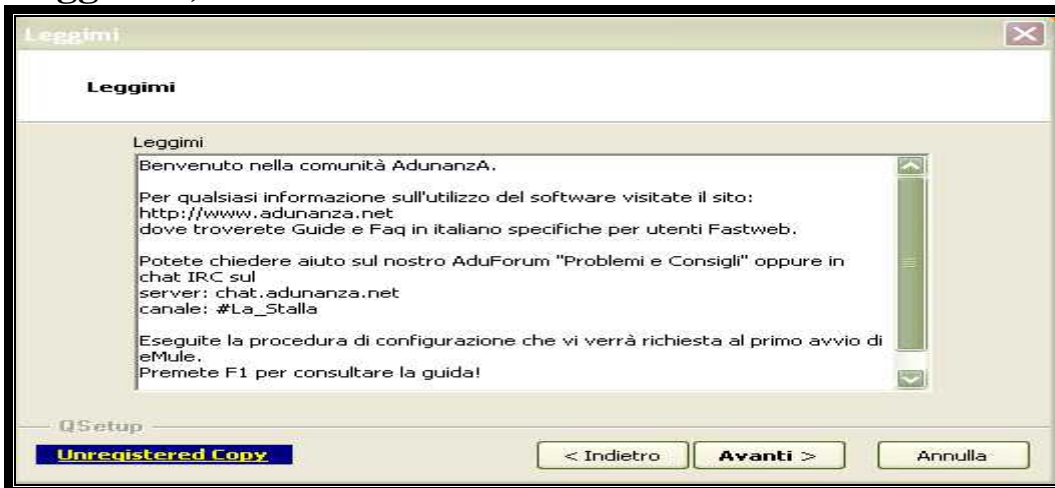 Leggimi
Leggimi
Leggimi
Benvenuto nella comunità AdunanzA.
Per qualsiasi informazione sull'utilizzo del software visitate il sito:
http://www.adunanza.net
dove troverete Guide e Faq in italiano specifiche per utenti Fastweb.
Potete chiedere aiuto sul nostro AduForum "Problemi e Consigli" oppure in
chat IRC sul
server: chat.adunanza.net
canale: #La_Stalla
Eseguite la procedura di configurazione che vi verrà richiesta al primo avvio di
eMule.
Premete F1 per consultare la guida!
QSetup
Unregistered Copy
< Indietro
Avanti >
Annulla